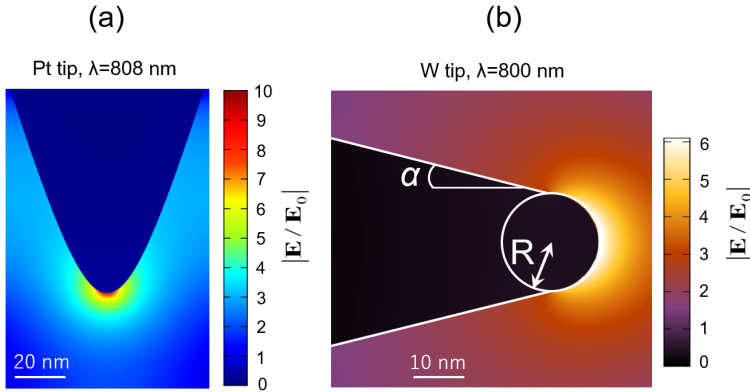 (a)
Pt tip, λ=808 nm
10
9
8
7
6
5
4
3
2
1
0
|E / E₀|
20 nm
(b)
W tip, λ=800 nm
α
R
10 nm
6
5
4
3
2
1
0
|E / E₀|